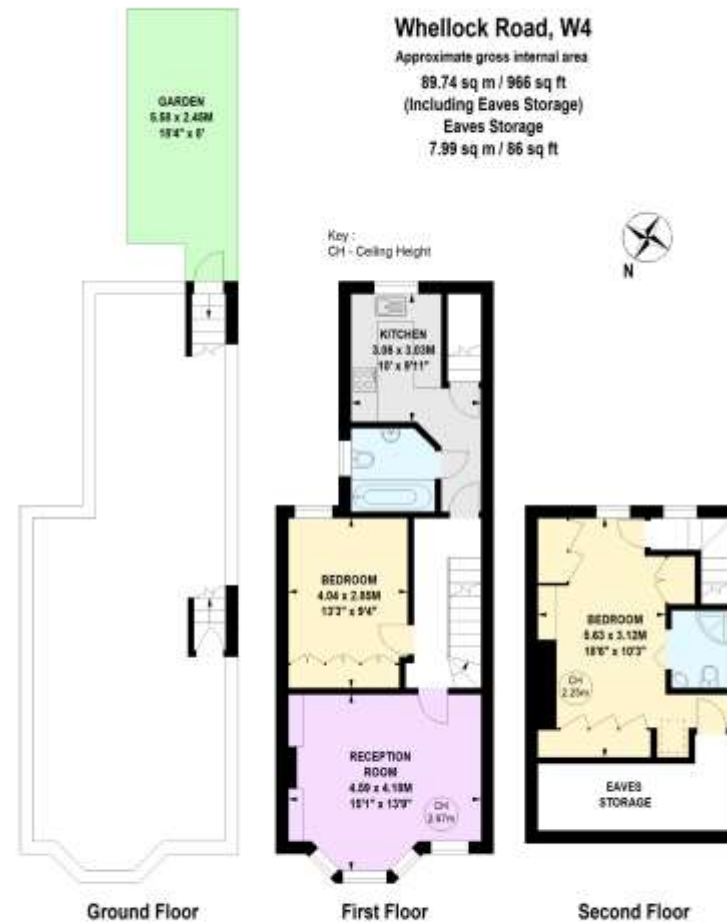 Whellock Road, W4
Approximate gross internal area
89.74 sq m / 966 sq ft
(Including Eaves Storage)
Eaves Storage
7.99 sq m / 86 sq ft
GARDEN
5.58 x 2.45M
18'4" x 8'
Key :
CH - Ceiling Height
N
KITCHEN
3.06 x 3.03M
10' x 9'11"
BEDROOM
4.04 x 2.85M
13'3" x 9'4"
BEDROOM
5.63 x 3.12M
18'6" x 10'3"
CH
2.25m
RECEPTION
ROOM
4.59 x 4.18M
15'1" x 13'9"
CH
2.67m
EAVES
STORAGE
Ground Floor
First Floor
Second Floor